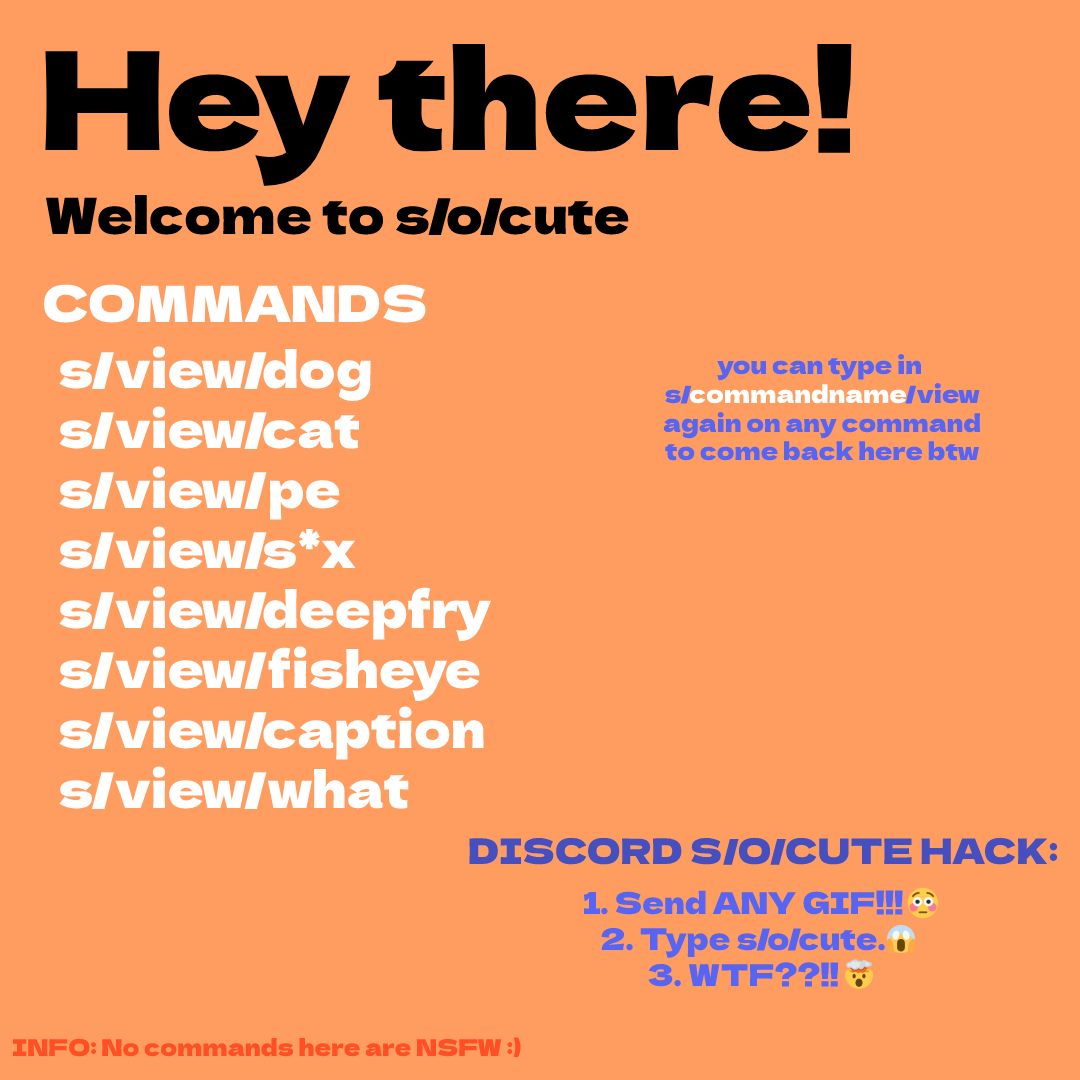 Hey there!
Welcome to s/o/cute
COMMANDS
s/view/dog
s/view/cat
s/view/pe
s/view/s*x
s/view/deepfry
s/view/fisheye
s/view/caption
s/view/what
you can type in
s/commandname/view
again on any command
to come back here btw
DISCORD S/O/CUTE HACK:
1. Send ANY GIF!!!😳
2. Type s/o/cute.😱
3. WTF??!!🤯
INFO: No commands here are NSFW :)